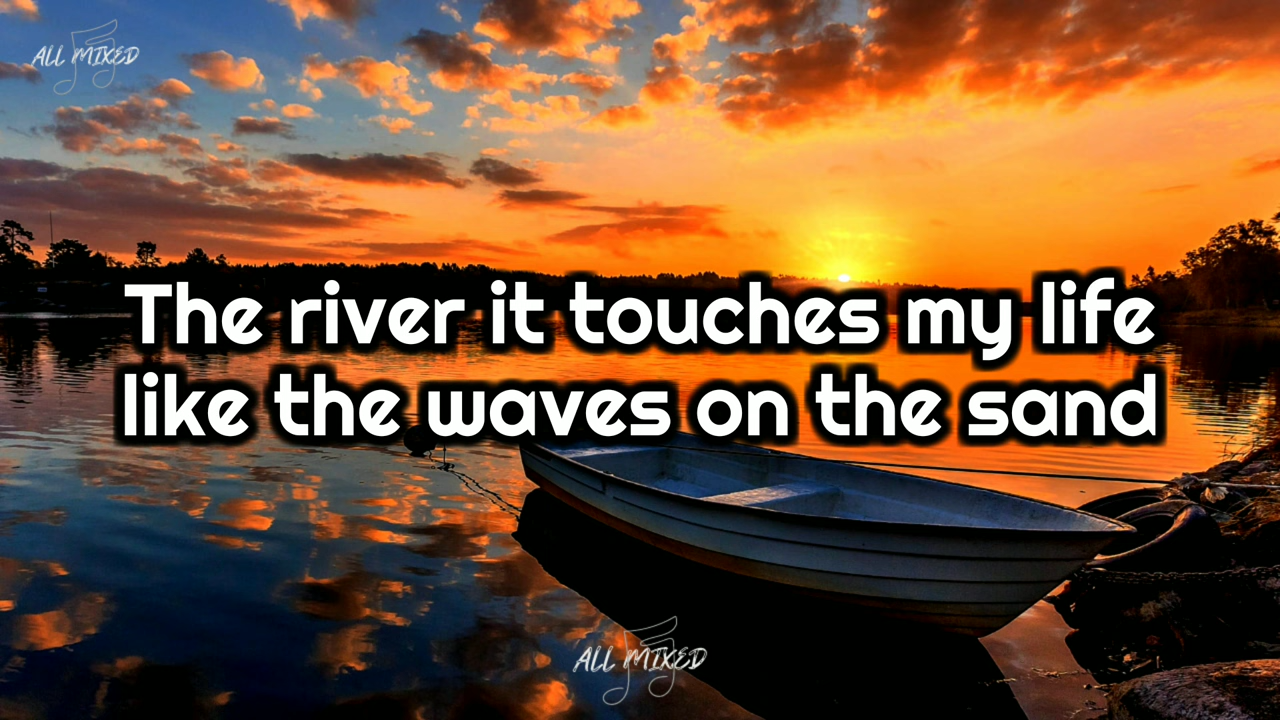 ALL MIXED
The river it touches my life
like the waves on the sand
ALL MIXED